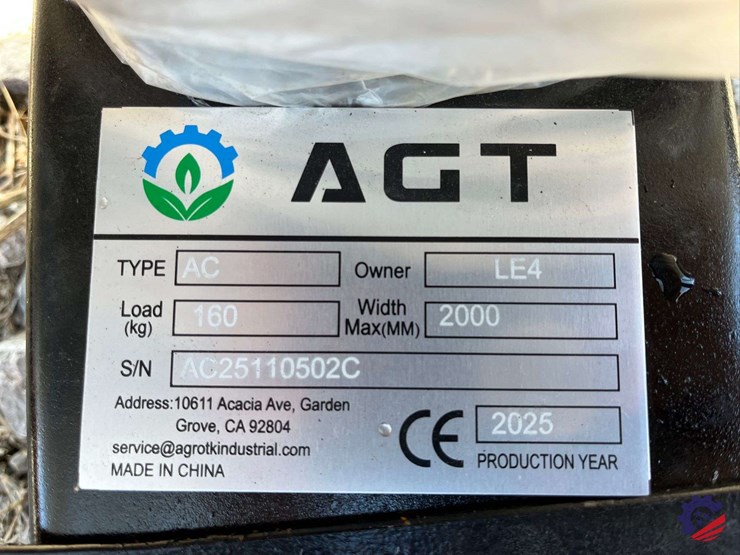 AGT
TYPE AC Owner LE4
Load (kg) 160 Width Max(MM) 2000
S/N AC25110502C
Address:10611 Acacia Ave, Garden
Grove, CA 92804
service@agrotkindustrial.com
MADE IN CHINA
CE 2025
PRODUCTION YEAR